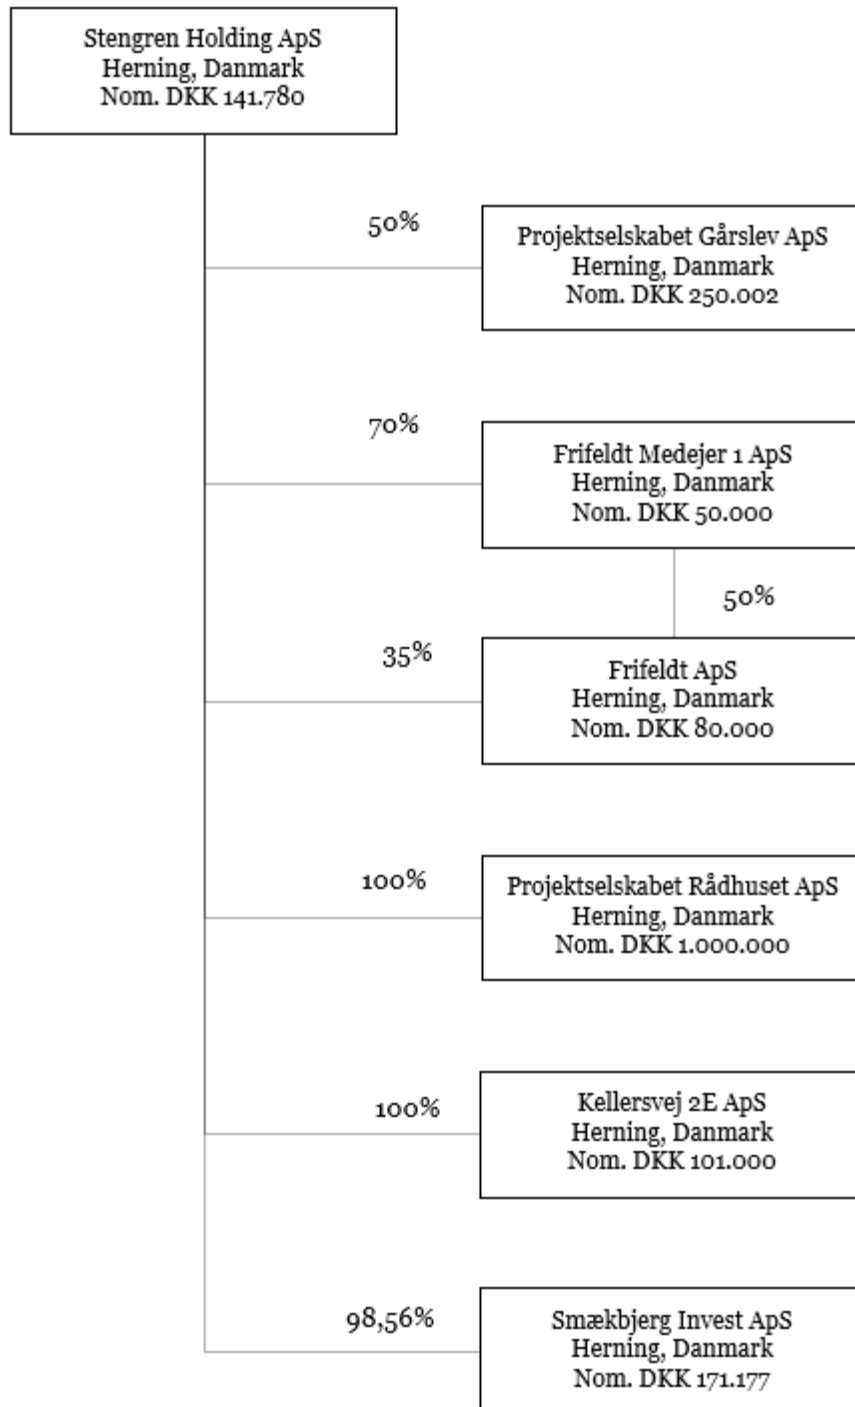 Stengren Holding ApS
Herning, Danmark
Nom. DKK 141.780
50%
Projektselskabet Gårslev ApS
Herning, Danmark
Nom. DKK 250.002
70%
Frifeldt Medejer 1 ApS
Herning, Danmark
Nom. DKK 50.000
50%
35%
Frifeldt ApS
Herning, Danmark
Nom. DKK 80.000
100%
Projektselskabet Rådhuset ApS
Herning, Danmark
Nom. DKK 1.000.000
100%
Kellersvej 2E ApS
Herning, Danmark
Nom. DKK 101.000
98,56%
Smækbjerg Invest ApS
Herning, Danmark
Nom. DKK 171.177